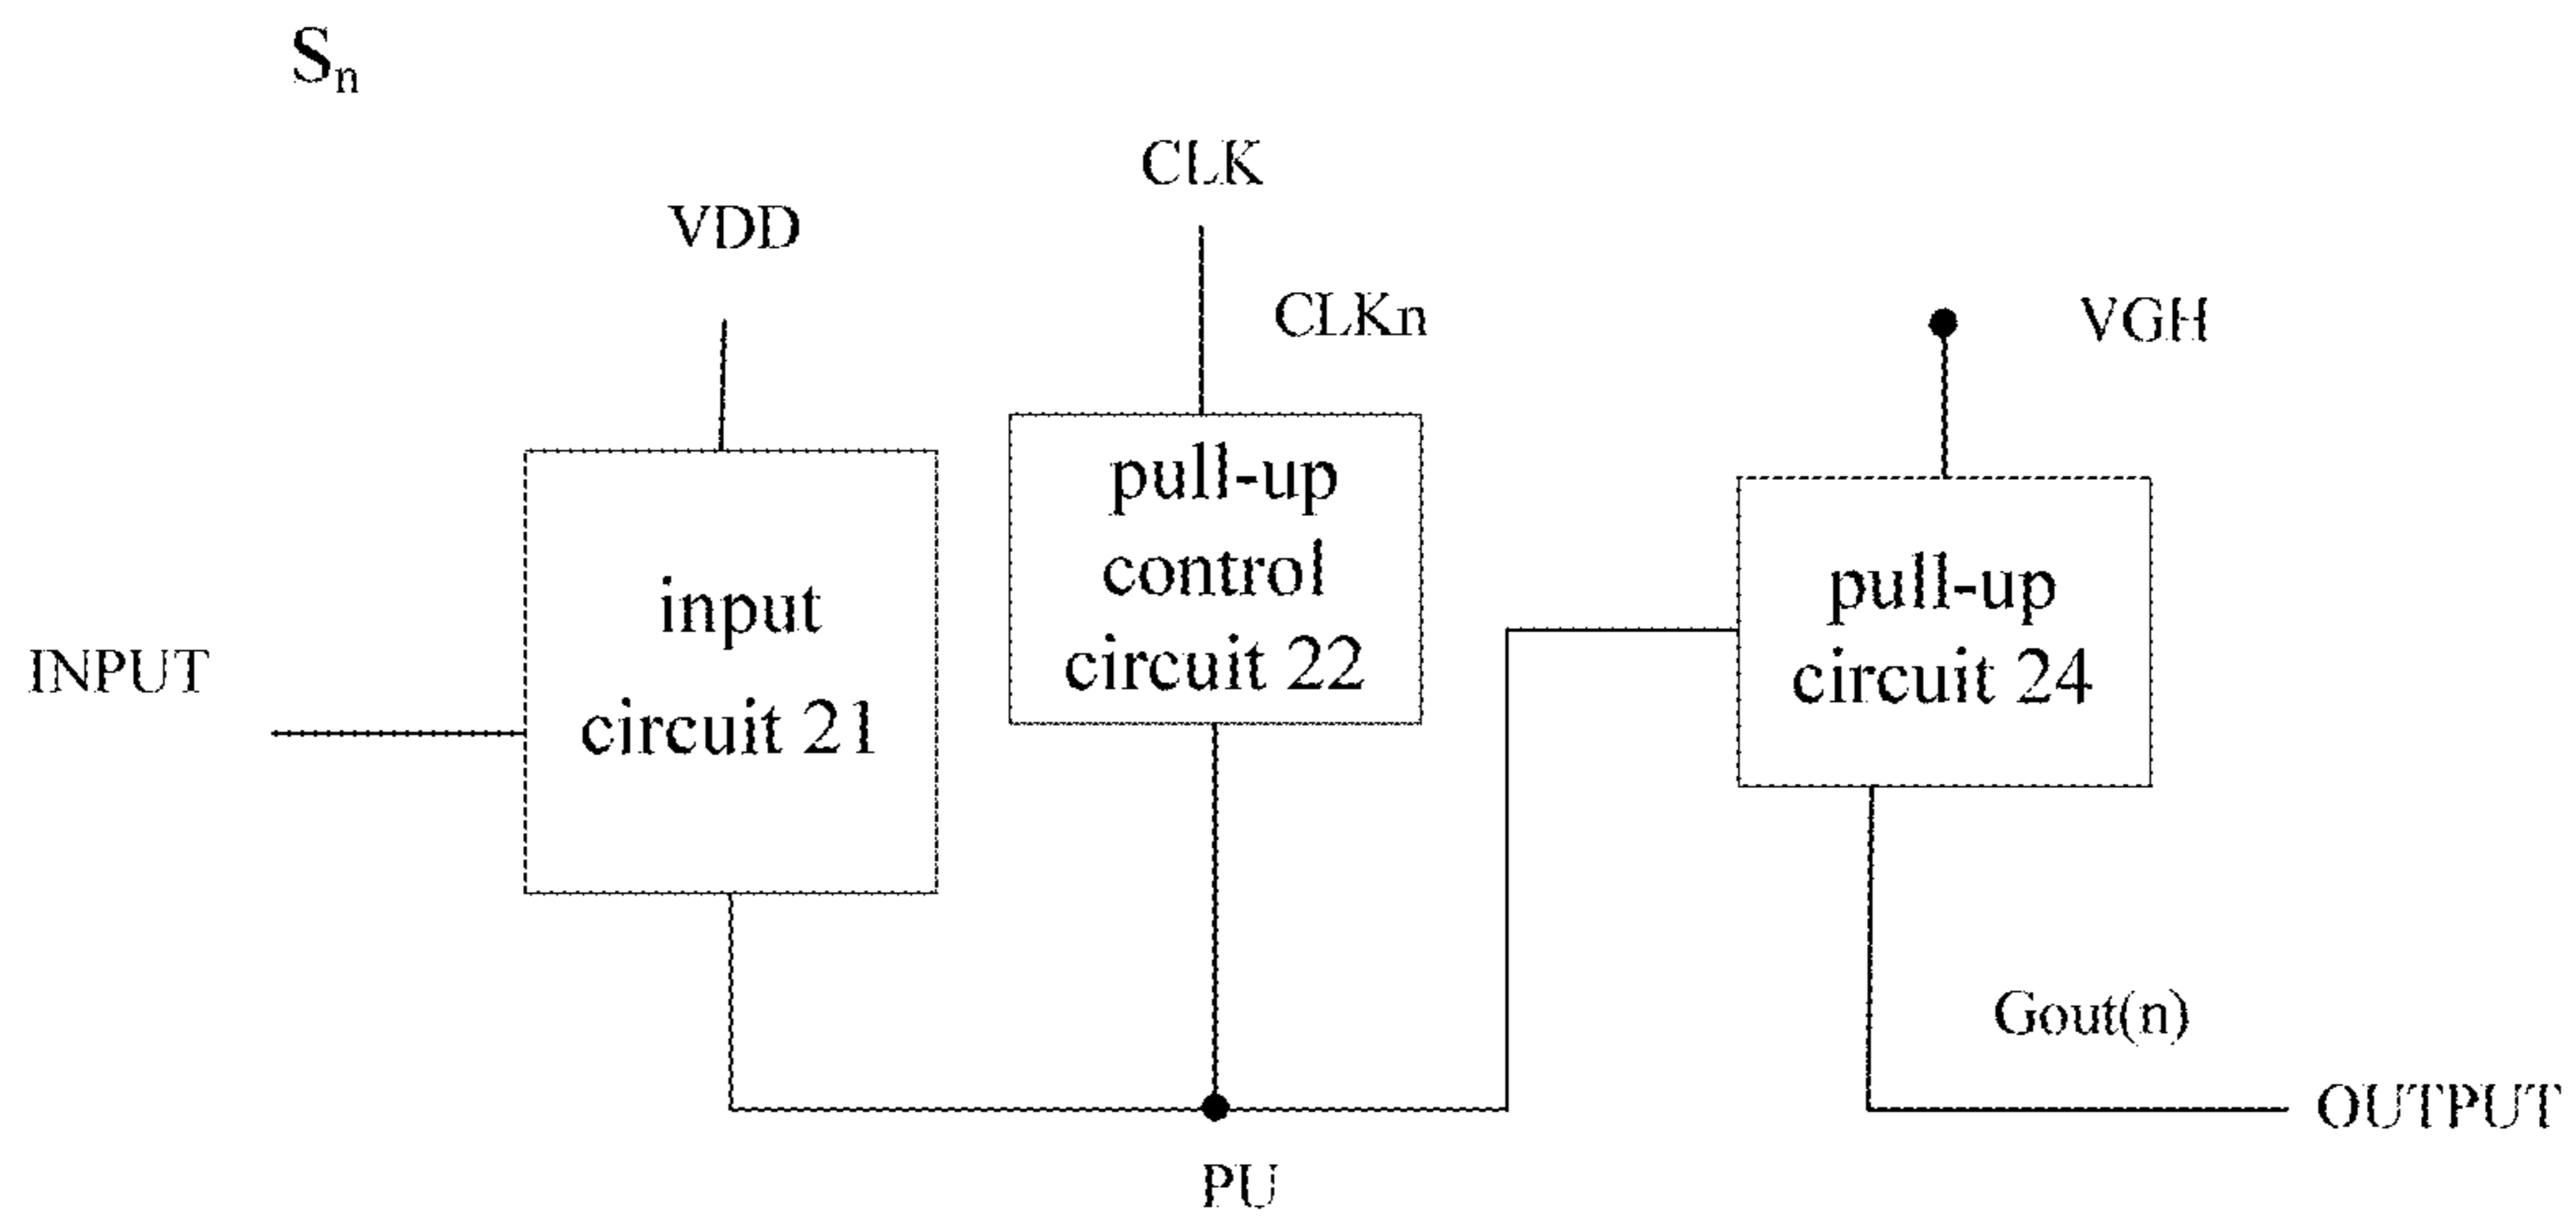 Sn
CLK
VDD
CLKn
VGH
pull-up
control
circuit 22
input
circuit 21
pull-up
circuit 24
INPUT
Gout(n)
OUTPUT
PU